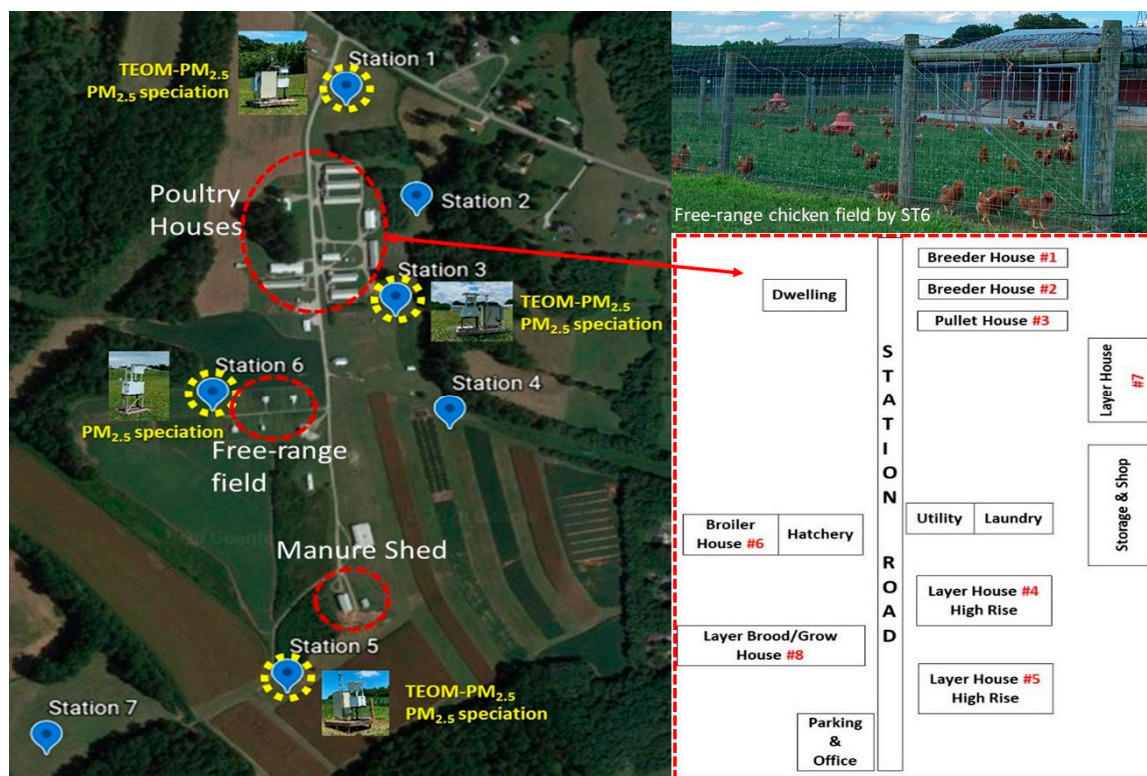 Station 1
TEOM-PM2.5
PM2.5 speciation
Poultry
Houses
Station 2
Station 3
TEOM-PM2.5
PM2.5 speciation
Station 6
PM2.5 speciation
Station 4
Free-range
field
Manure Shed
Station 5
TEOM-PM2.5
PM2.5 speciation
Station 7
Free-range chicken field by ST6
Breeder House #1
Breeder House #2
Pullet House #3
Dwelling
STATION ROAD
Layer House
#7
Storage & Shop
Broiler
House #6
Hatchery
Utility
Laundry
Layer House #4
High Rise
Layer Brood/Grow
House #8
Layer House #5
High Rise
Parking
&
Office